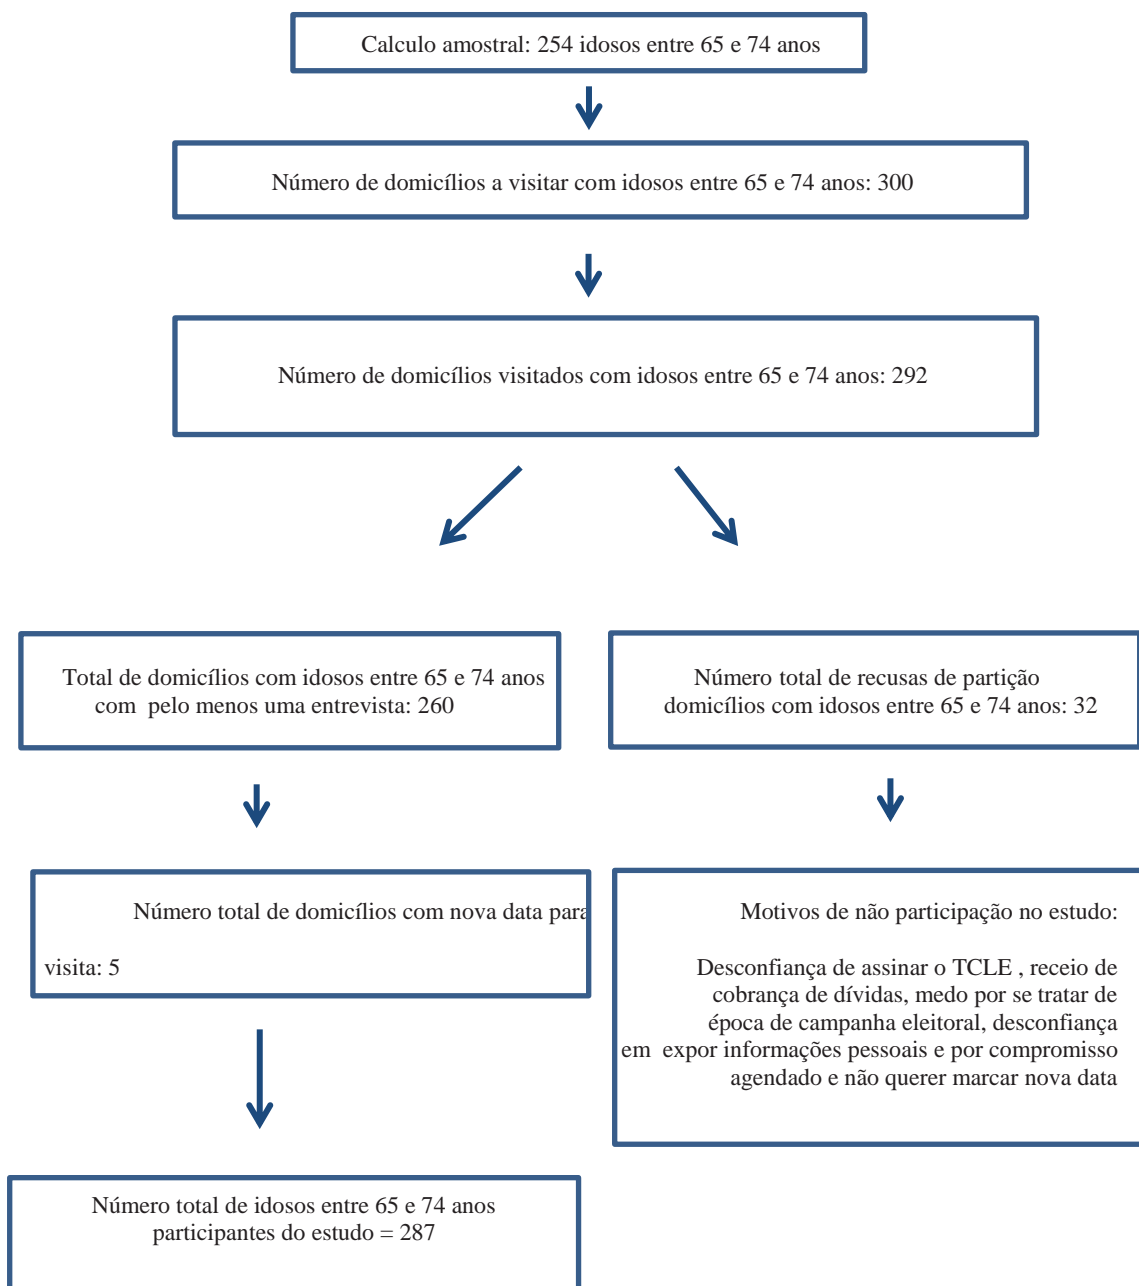 Calculo amostral: 254 idosos entre 65 e 74 anos
Número de domicílios a visitar com idosos entre 65 e 74 anos: 300
Número de domicílios visitados com idosos entre 65 e 74 anos: 292
Total de domicílios com idosos entre 65 e 74 anos
com pelo menos uma entrevista: 260
Número total de recusas de partição
domicílios com idosos entre 65 e 74 anos: 32
Número total de domicílios com nova data para
visita: 5
Motivos de não participação no estudo:
Desconfiança de assinar o TCLE , receio de
cobrança de dívidas, medo por se tratar de
época de campanha eleitoral, desconfiança
em expor informações pessoais e por compromisso
agendado e não querer marcar nova data
Número total de idosos entre 65 e 74 anos
participantes do estudo = 287